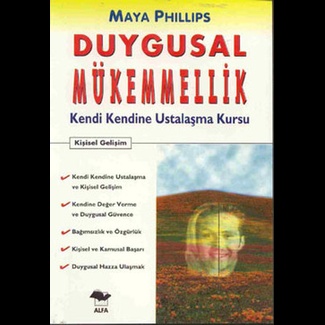 MAYA PHILLIPS
DUYGUSAL
MÜKEMMELLİK
Kendi Kendine Ustalaşma Kursu
Kişisel Gelişim
Kendi Kendine Ustalaşma
ve Kişisel Gelişim
Kendine Değer Verme
ve Duygusal Güvence
Bağımsızlık ve Özgürlük
Kişisel ve Kamusal Başarı
Duygusal Hazza Ulaşmak
ALFA